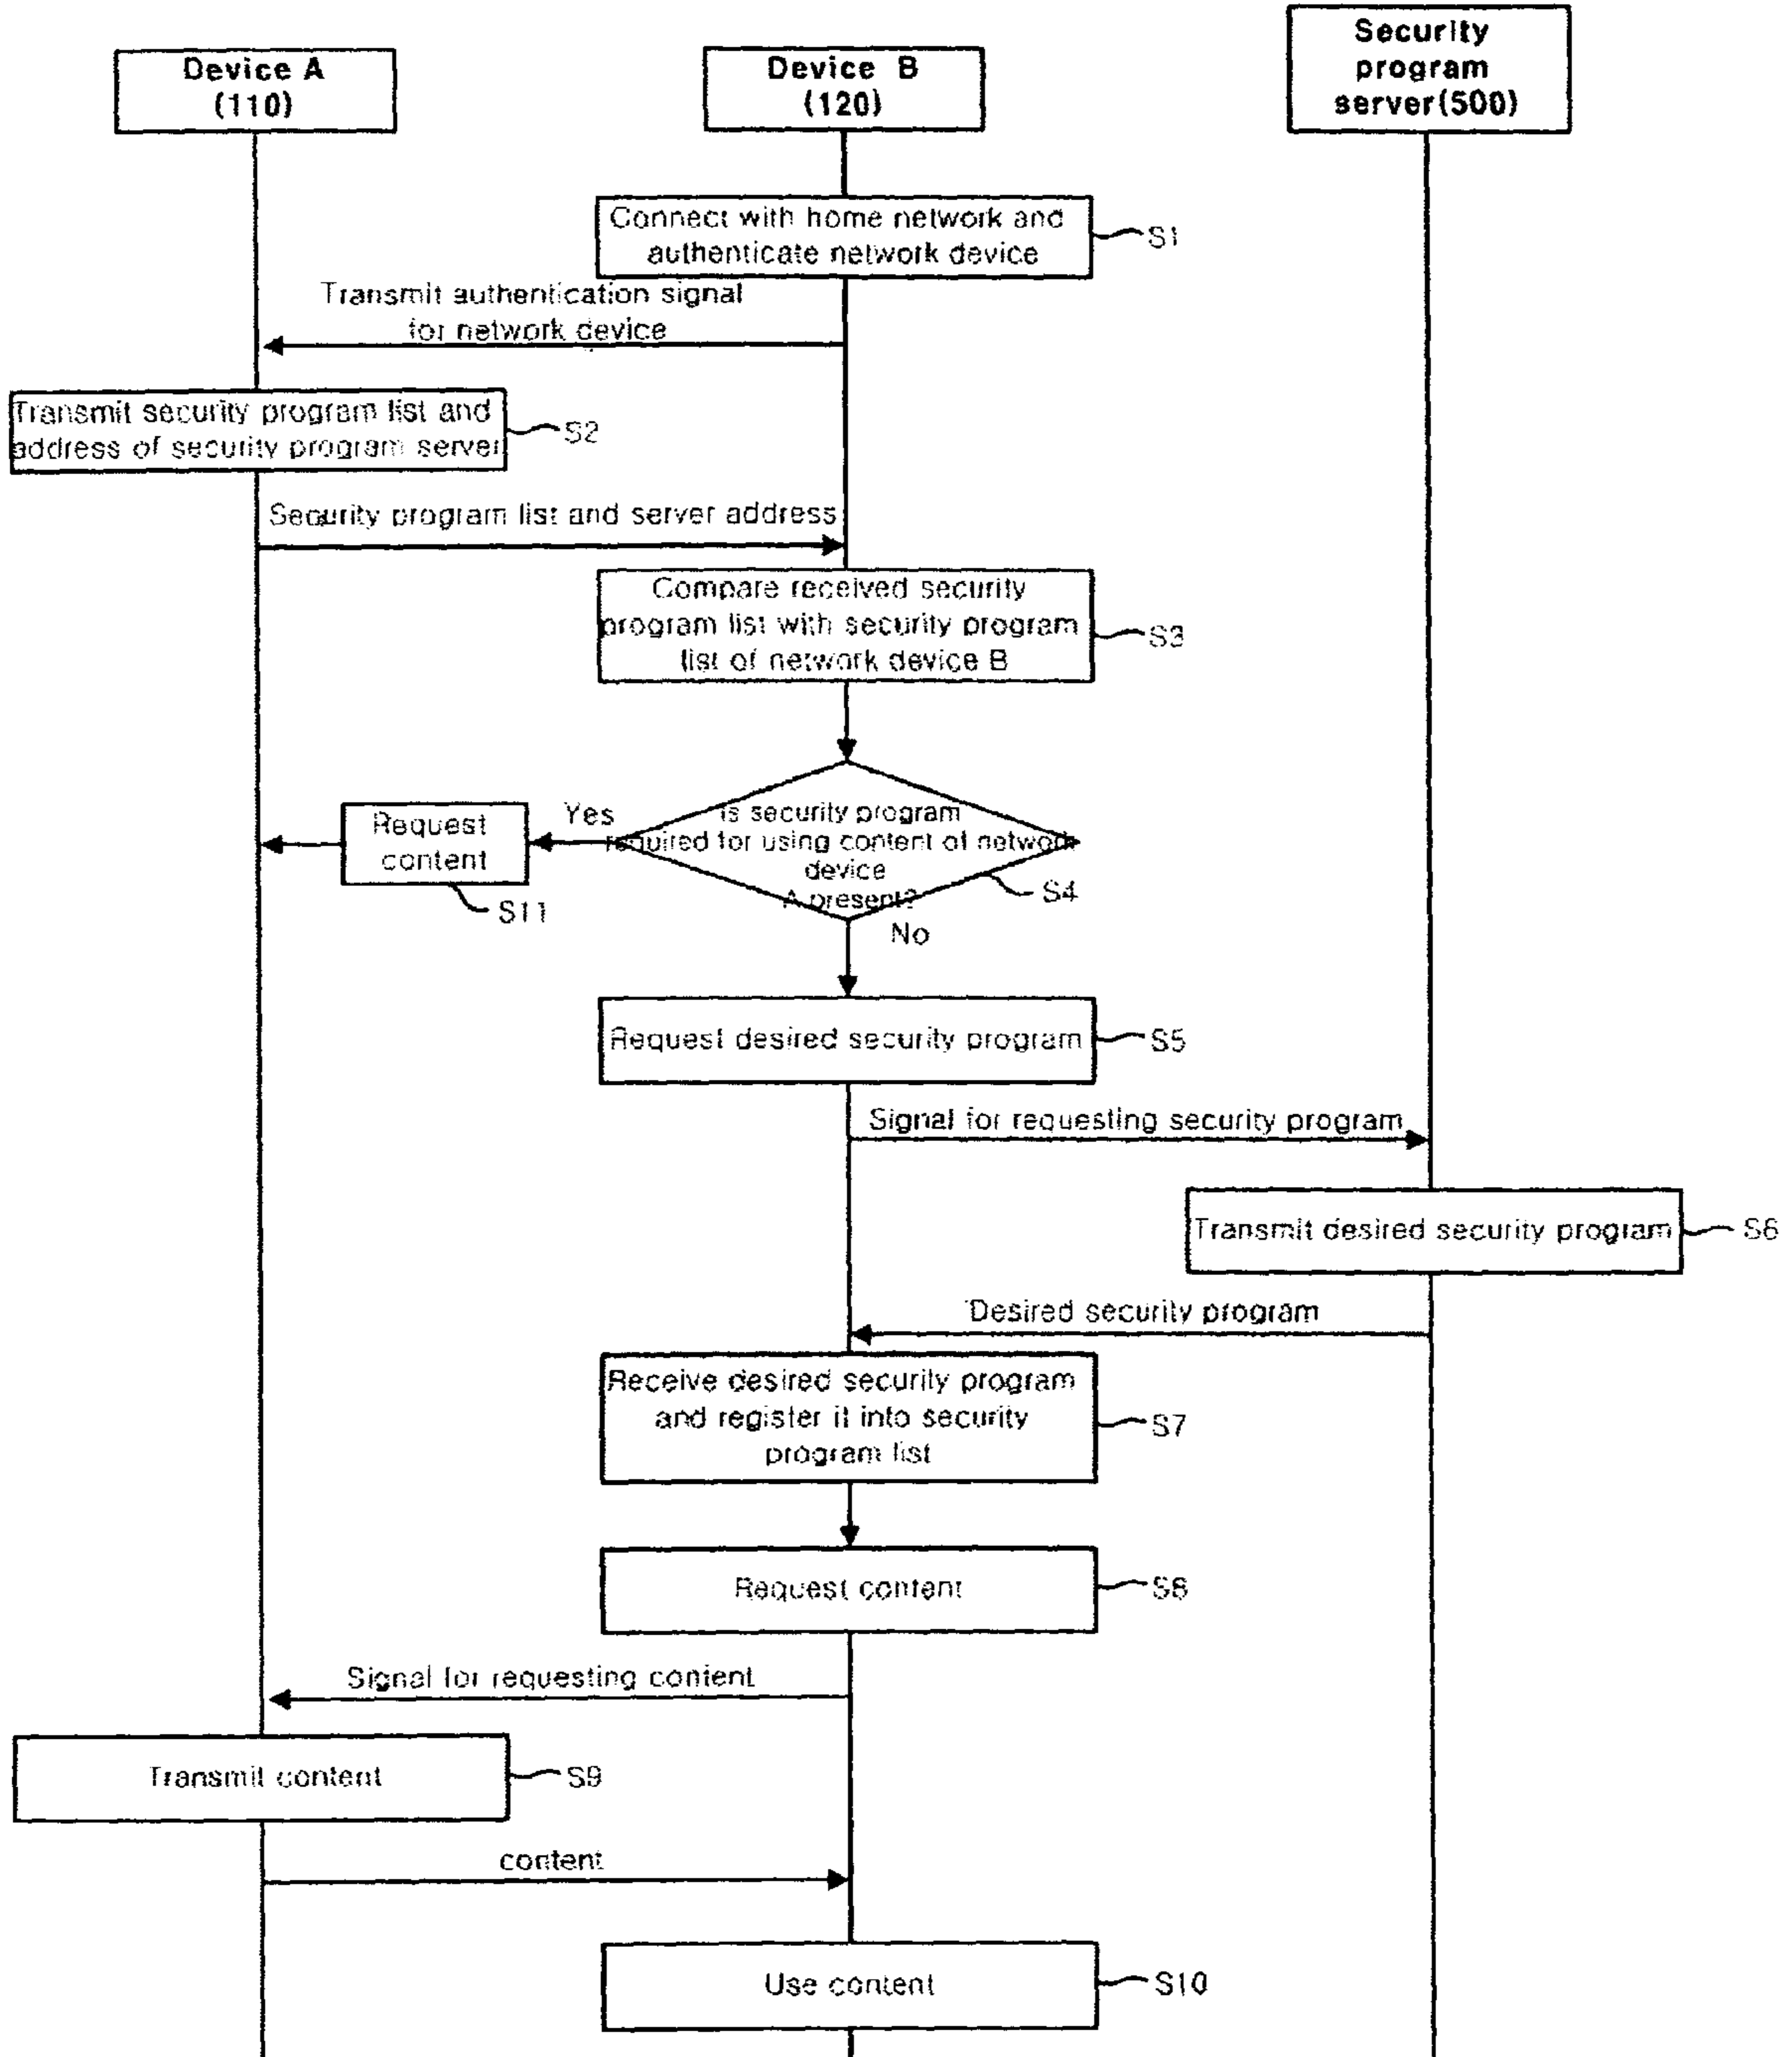 Device A
(110)
Device B
(120)
Security
program
server(500)
Connect with home network and
authenticate network device
S1
Transmit authentication signal
for network device
Transmit security program list and
address of security program server
S2
Security program list and server address
Compare received security
program list with security program
list of network device B
S3
Is security program
required for using content of network
device
A present?
S4
Yes
Request
content
S11
No
Request desired security program
S5
Signal for requesting security program
Transmit desired security program
S6
Desired security program
Receive desired security program
and register it into security
program list
S7
Request content
S8
Signal for requesting content
Transmit content
S9
content
Use content
S10